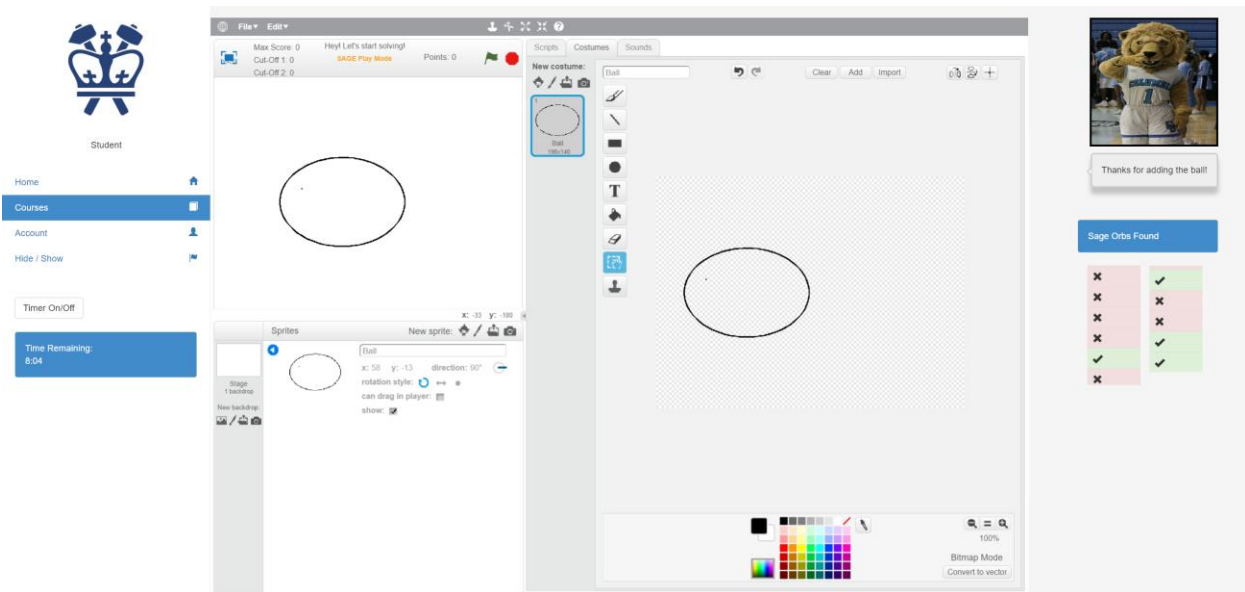 File Edit
Student
Home
Courses
Account
Hide / Show
Timer On/Off
Time Remaining:
8:04
Max Score: 0
Cut-Off 1: 0
Cut-Off 2: 0
Hey! Let's start solving!
SAGE Play Mode
Points: 0
x: -33 y: -180
Sprites
New sprite:
Stage
1 backdrop
New backdrop:
Ball
x: 58 y: -13 direction: 90°
rotation style:
can drag in player:
show:
Scripts Costumes Sounds
New costume:
1
Ball
Ball
Clear Add Import
T
100%
Bitmap Mode
Convert to vector
1
Thanks for adding the ball!
Sage Orbs Found